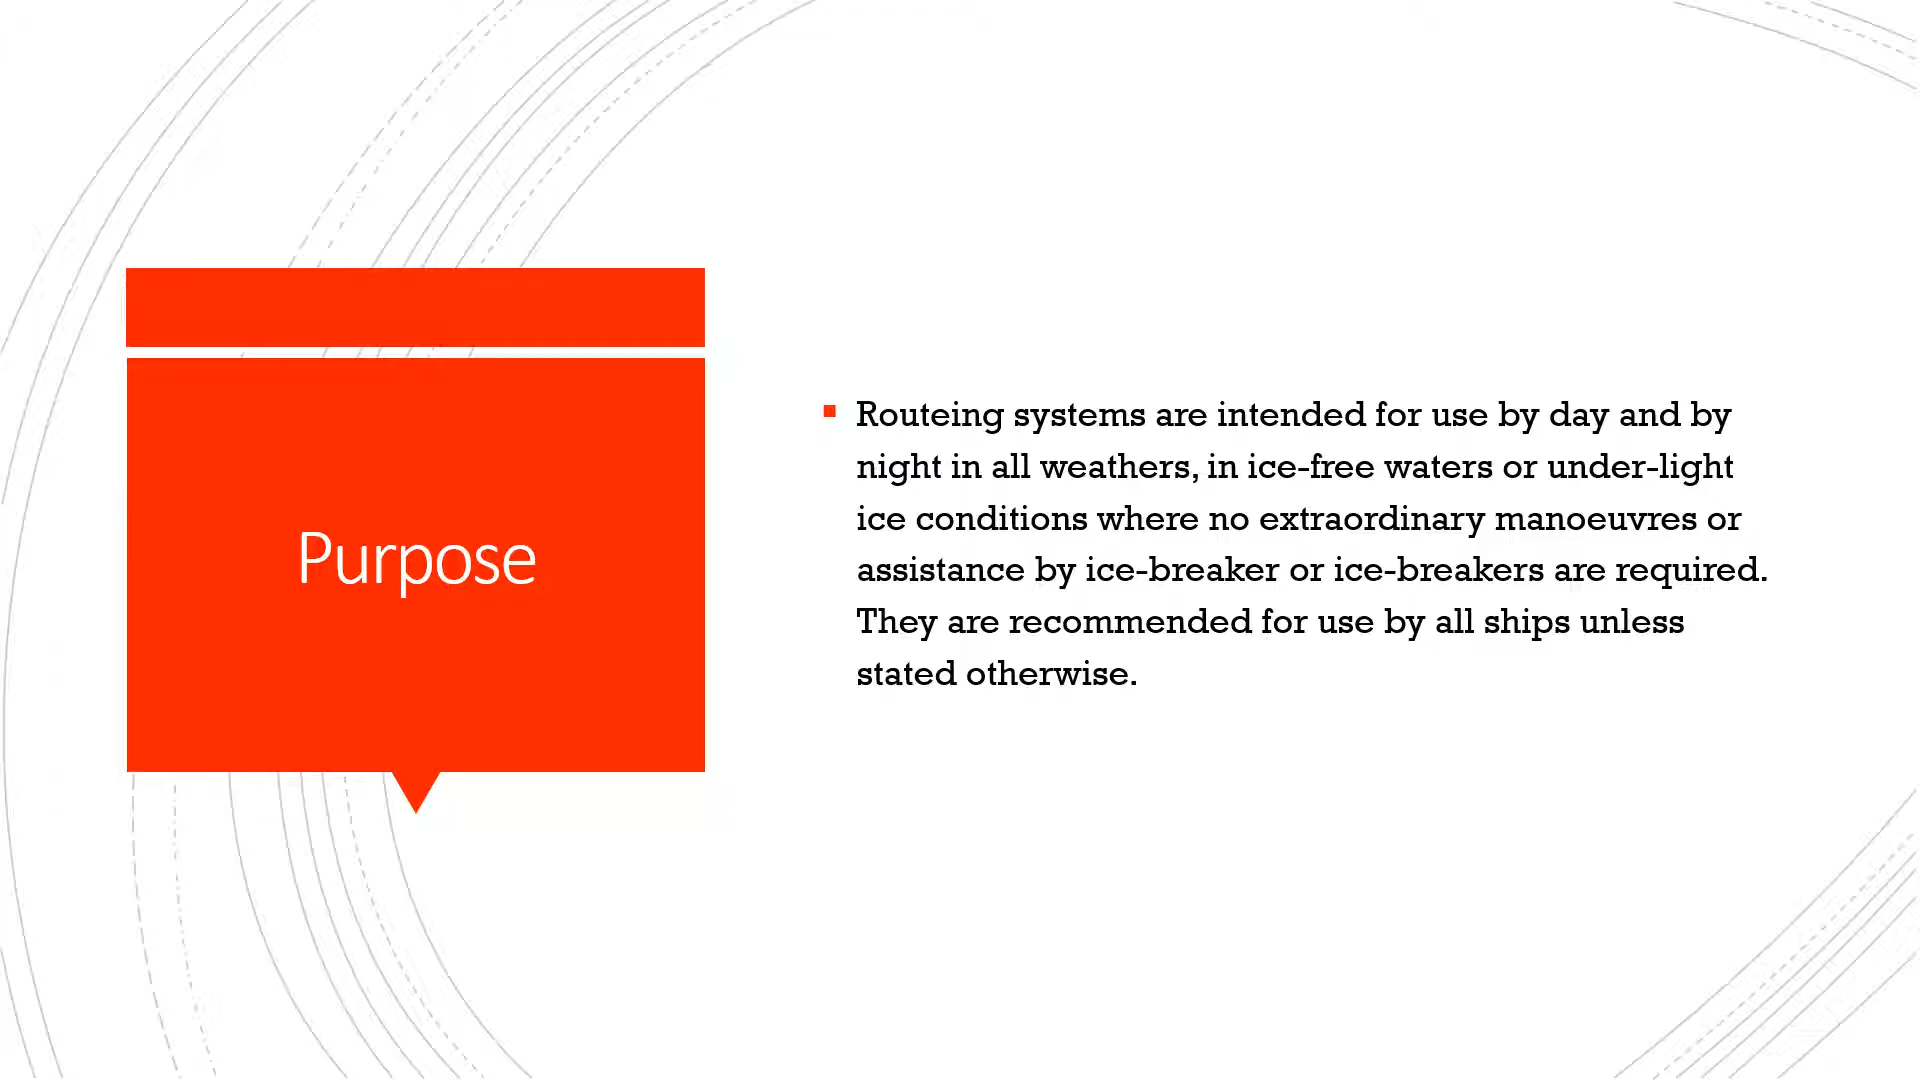 Purpose
Routeing systems are intended for use by day and by
night in all weathers, in ice-free waters or under-light
ice conditions where no extraordinary manoeuvres or
assistance by ice-breaker or ice-breakers are required.
They are recommended for use by all ships unless
stated otherwise.